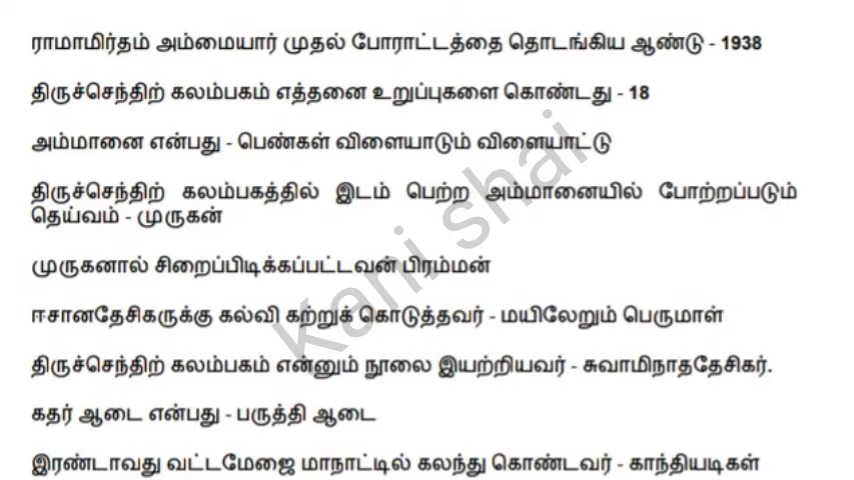 ராமாமிர்தம் அம்மையார் முதல் போராட்டத்தை தொடங்கிய ஆண்டு - 1938
திருச்செந்திற் கலம்பகம் எத்தனை உறுப்புகளை கொண்டது - 18
அம்மானை என்பது - பெண்கள் விளையாடும் விளையாட்டு
திருச்செந்திற் கலம்பகத்தில் இடம் பெற்ற அம்மானையில் போற்றப்படும்
தெய்வம் - முருகன்
முருகனால் சிறைப்பிடிக்கப்பட்டவன் பிரம்மன்
ஈசானதேசிகருக்கு கல்வி கற்றுக் கொடுத்தவர் - மயிலேறும் பெருமாள்
திருச்செந்திற் கலம்பகம் என்னும் நூலை இயற்றியவர் - சுவாமிநாததேசிகர்.
கதர் ஆடை என்பது - பருத்தி ஆடை
இரண்டாவது வட்டமேஜை மாநாட்டில் கலந்து கொண்டவர் - காந்தியடிகள்
Kani shai